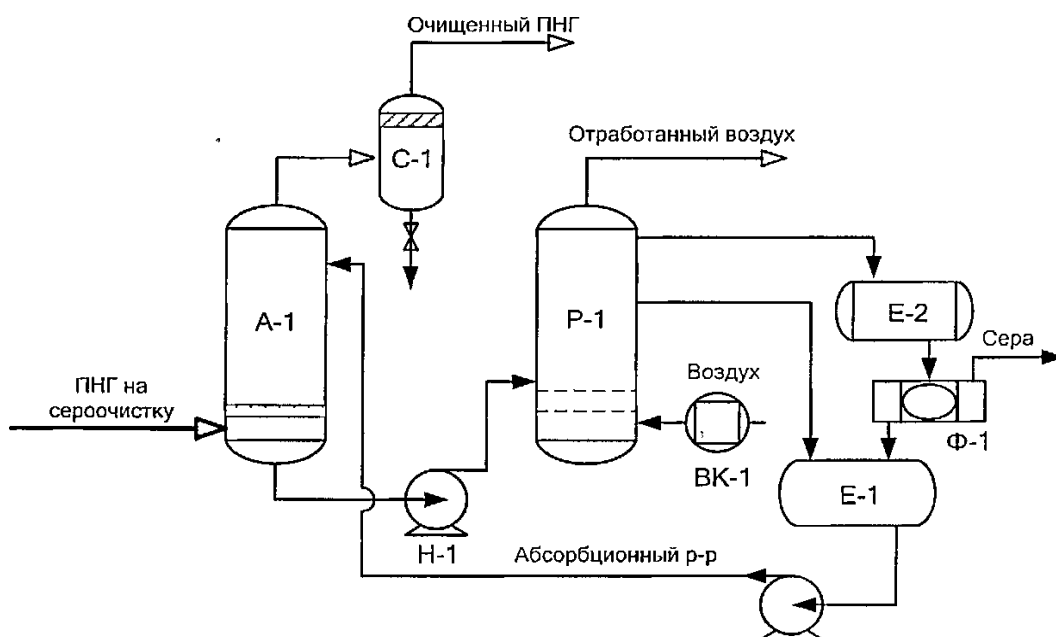 Очищенный ПНГ
Отработанный воздух
С-1
А-1
Р-1
Е-2
Сера
ПНГ на
сероочистку
Воздух
Ф-1
ВК-1
Е-1
Н-1
Абсорбционный р-р